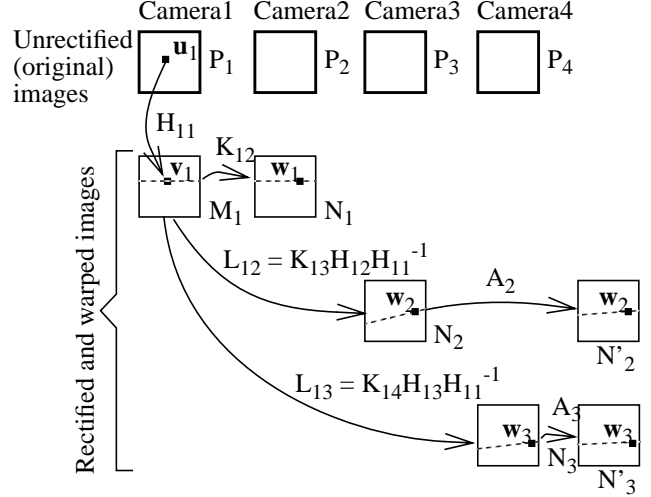 Camera1 Camera2 Camera3 Camera4
Unrectified
(original)
images
u₁
P₁ P₂ P₃ P₄
H₁₁
K₁₂
v₁ w₁
M₁ N₁
Rectified and warped images
L₁₂ = K₁₃H₁₂H₁₁⁻¹
A₂
w₂ w₂
N₂
N’₂
L₁₃ = K₁₄H₁₃H₁₁⁻¹
A₃
w₃ w₃
N₃
N’₃